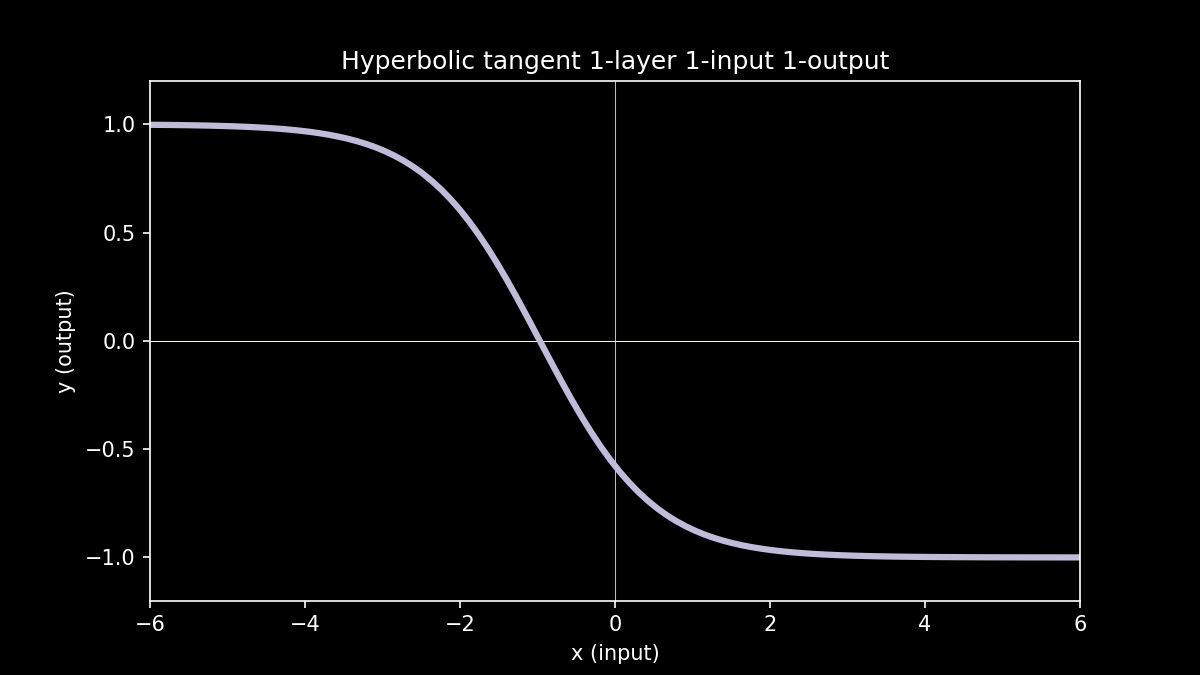 Hyperbolic tangent 1-layer 1-input 1-output
1.0
0.5
0.0
−0.5
−1.0
y (output)
−6 −4 −2 0 2 4 6
x (input)